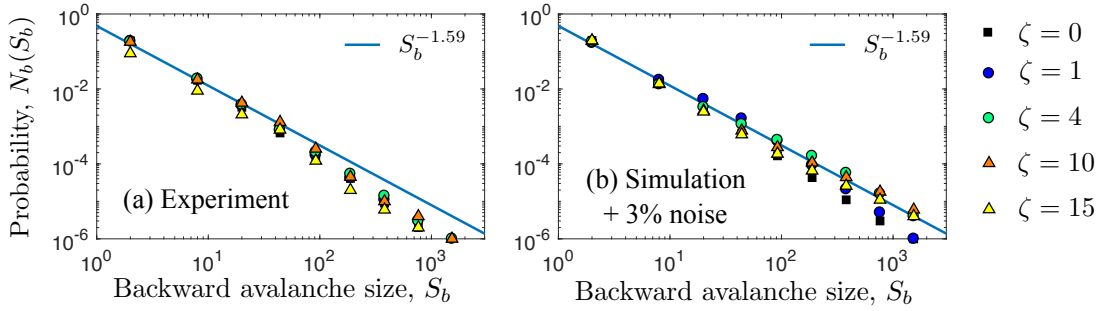 Probability, N_b(S_b)
10^0
10^-2
10^-4
10^-6
S_b^{-1.59}
(a) Experiment
10^0 10^1 10^2 10^3
Backward avalanche size, S_b
10^0
10^-2
10^-4
10^-6
S_b^{-1.59}
(b) Simulation
+ 3% noise
10^0 10^1 10^2 10^3
Backward avalanche size, S_b
ζ = 0
ζ = 1
ζ = 4
ζ = 10
ζ = 15